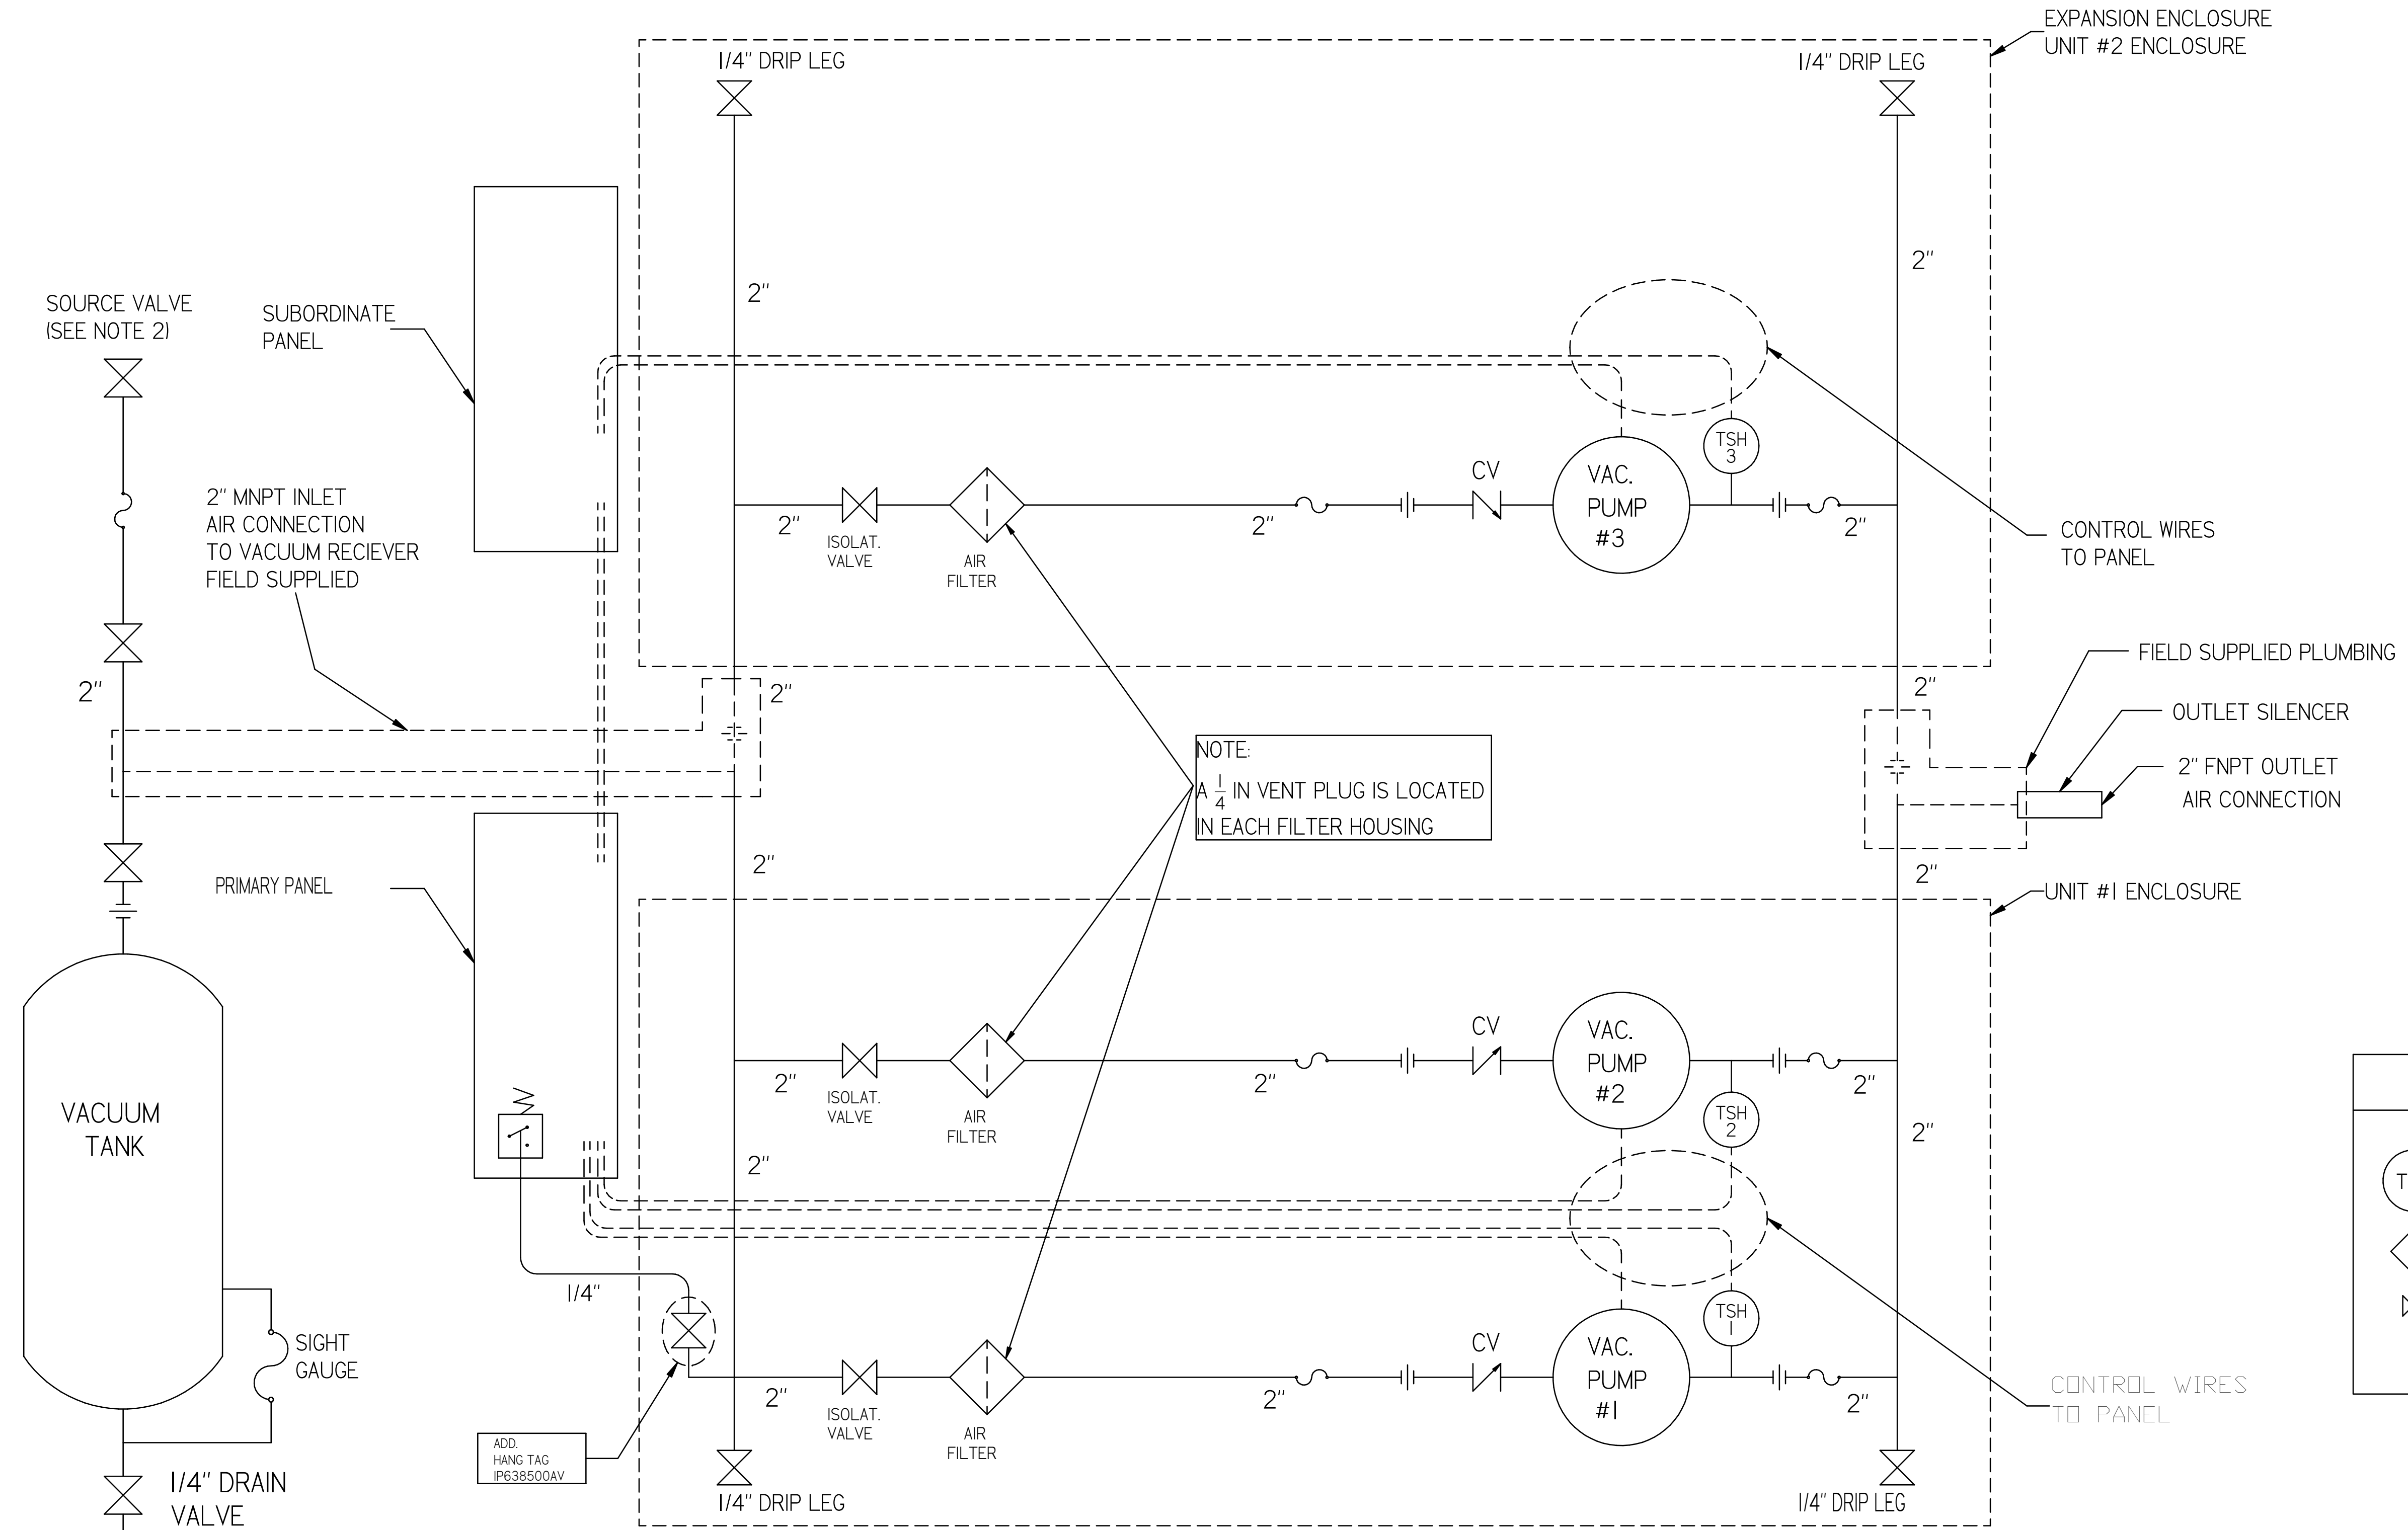 EXPANSION ENCLOSURE
UNIT #2 ENCLOSURE
1/4" DRIP LEG
1/4" DRIP LEG
2"
2"
SOURCE VALVE
(SEE NOTE 2)
SUBORDINATE
PANEL
TSH
3
CV
VAC.
PUMP
#3
2" MNPT INLET
AIR CONNECTION
TO VACUUM RECIEVER
FIELD SUPPLIED
2"
ISOLAT.
VALVE
AIR
FILTER
2"
2"
CONTROL WIRES
TO PANEL
2"
2"
2"
FIELD SUPPLIED PLUMBING
OUTLET SILENCER
2" FNPT OUTLET
AIR CONNECTION
NOTE:
A 1/4 IN VENT PLUG IS LOCATED
IN EACH FILTER HOUSING
2"
2"
PRIMARY PANEL
UNIT #1 ENCLOSURE
CV
VAC.
PUMP
#2
2"
ISOLAT.
VALVE
AIR
FILTER
2"
2"
TSH
2
2"
2"
VACUUM
TANK
1/4"
TSH
1
CV
VAC.
PUMP
#1
SIGHT
GAUGE
2"
ISOLAT.
VALVE
AIR
FILTER
2"
2"
CONTROL WIRES
TO PANEL
ADD.
HANG TAG
IP638500AV
1/4" DRAIN
VALVE
1/4" DRIP LEG
1/4" DRIP LEG